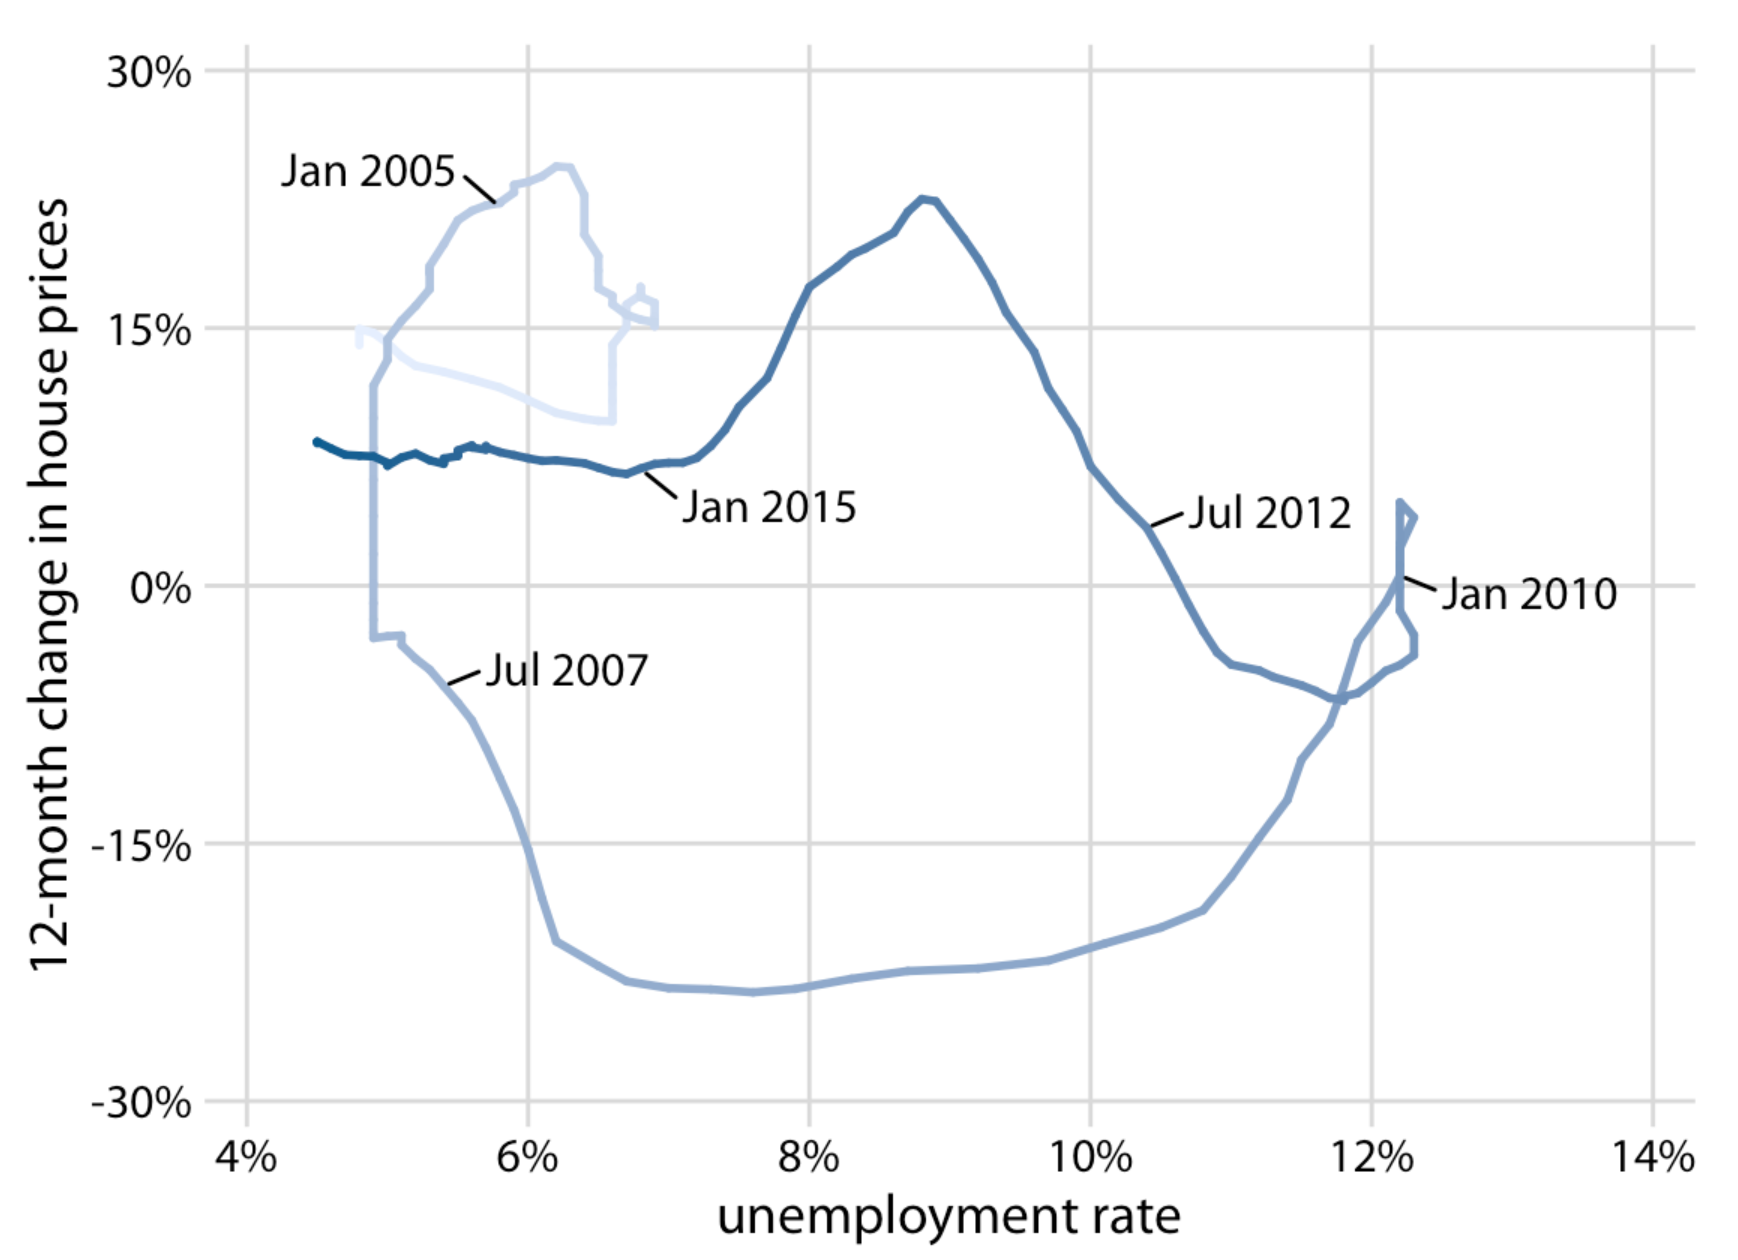 30%
Jan 2005
15%
Jan 2015
Jul 2012
0%
Jan 2010
Jul 2007
-15%
-30%
12-month change in house prices
4% 6% 8% 10% 12% 14%
unemployment rate